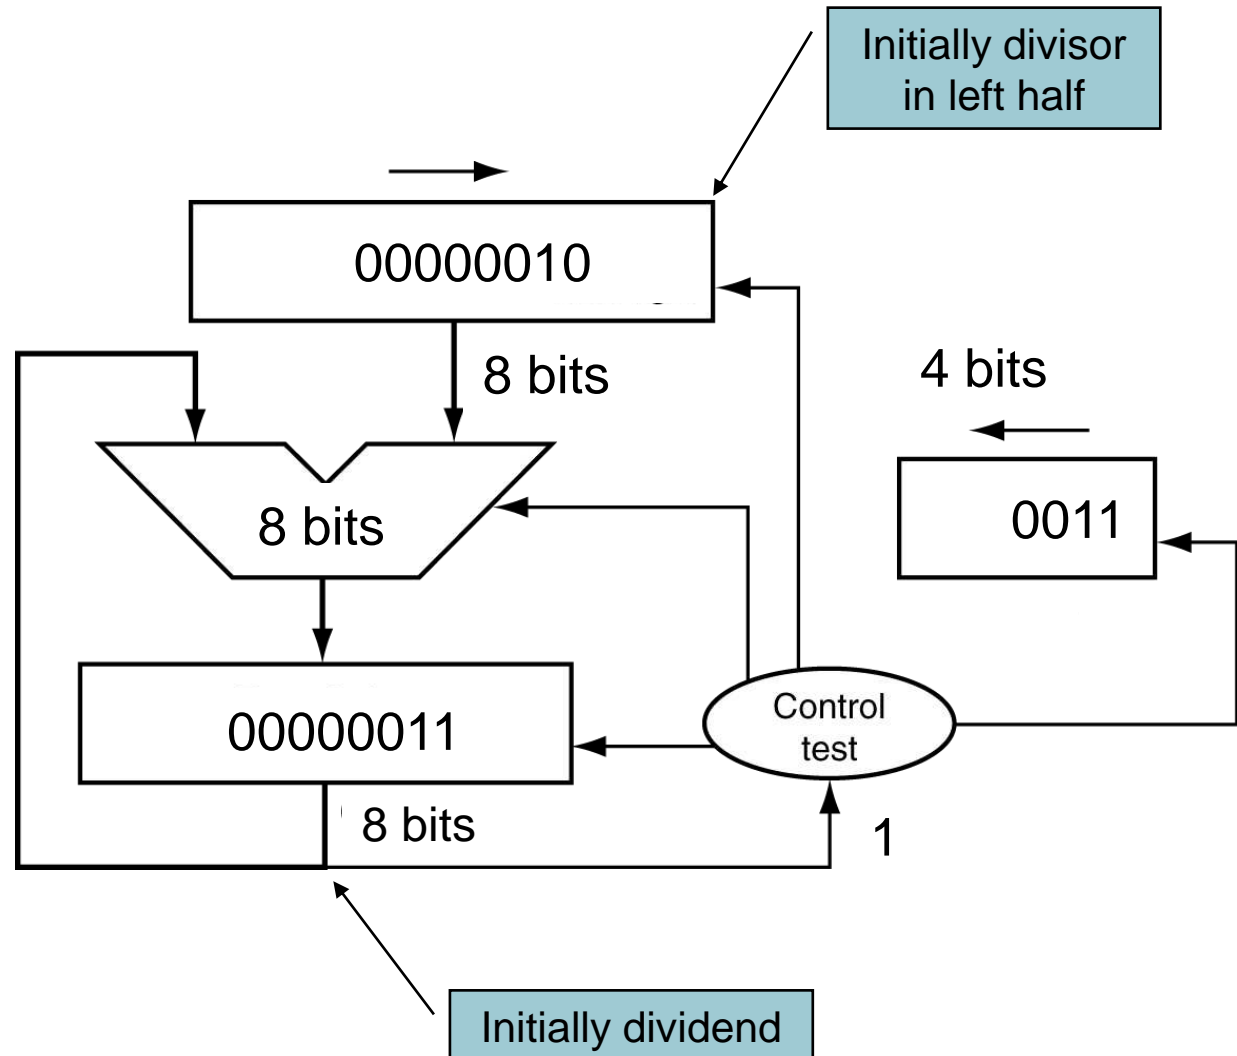 Initially divisor
in left half
00000010
8 bits
4 bits
8 bits
0011
00000011
Control
test
8 bits
1
Initially dividend